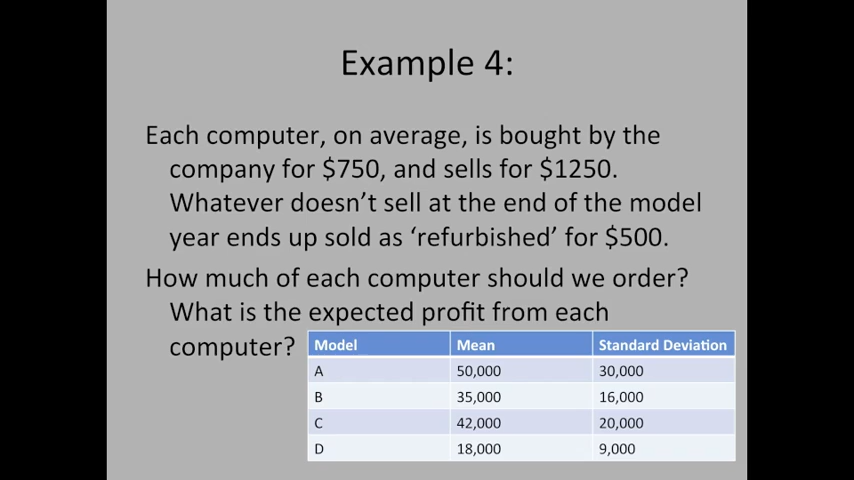 Example 4:
Each computer, on average, is bought by the
company for $750, and sells for $1250.
Whatever doesn’t sell at the end of the model
year ends up sold as ‘refurbished’ for $500.
How much of each computer should we order?
What is the expected profit from each
computer?
Model Mean Standard Deviation
A 50,000 30,000
B 35,000 16,000
C 42,000 20,000
D 18,000 9,000